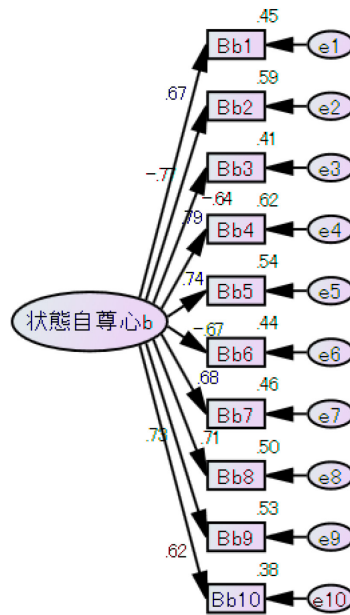 .45
Bb1
e1
.67
.59
Bb2
e2
-.77
.41
Bb3
e3
-.64
.79
.62
Bb4
e4
.54
.74
Bb5
e5
状態自尊心b
-.67
.44
Bb6
e6
.68
.46
Bb7
e7
.73
.71
.50
Bb8
e8
.53
Bb9
e9
.62
.38
Bb10
e10